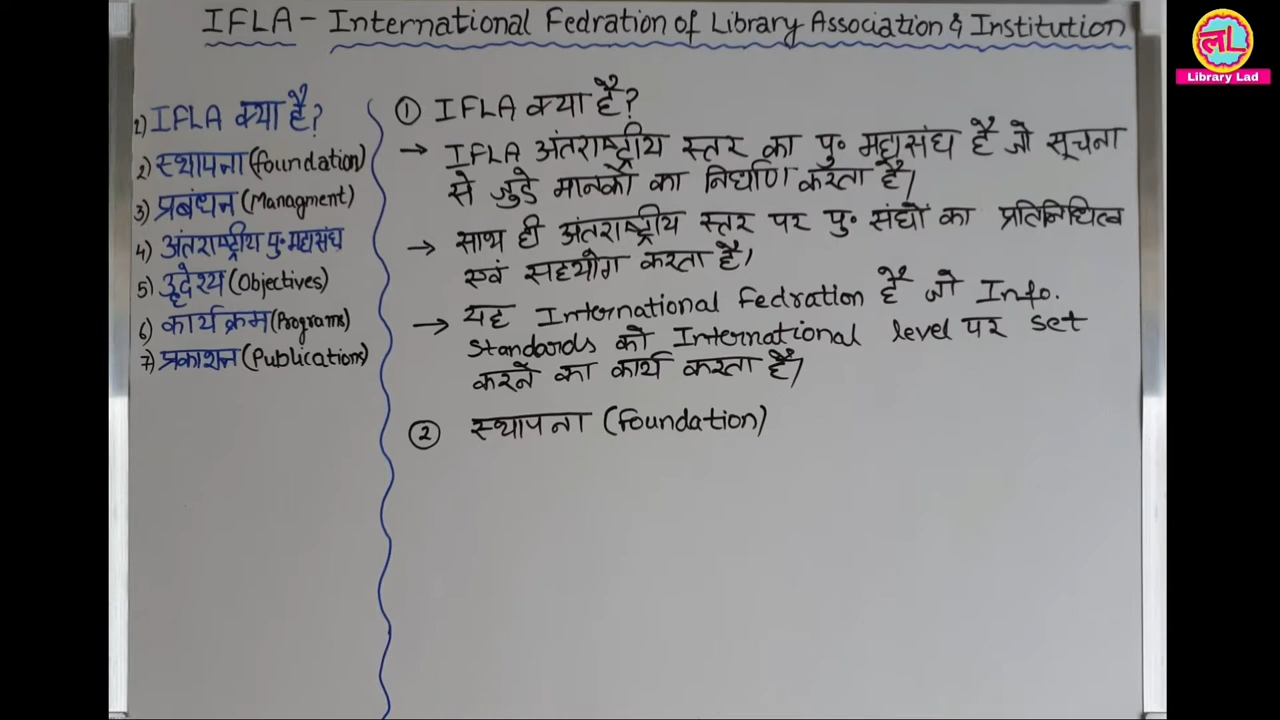 IFLA - International Fedration of Library Association & Institution
लL
Library Lad
1) IFLA क्या है?
2) स्थापना (foundation)
3) प्रबंधन (Managment)
4) अंतराष्ट्रीय पु॰ महासंघ
5) उद्देश्य (Objectives)
6) कार्यक्रम (Programs)
7) प्रकाशन (Publications)
① IFLA क्या है?
→ IFLA अंतराष्ट्रीय स्तर का पु॰ महासंघ है जो सूचना
से जुडे मानकों का निर्धाण करता है।
→ साथ ही अंतराष्ट्रीय स्तर पर पु॰ संघों का प्रतिनिधित्व
एवं सहयोग करता है।
→ यह International Fedration है जो Info.
Standards को International level पर set
करने का कार्य करता है।
② स्थापना (foundation)